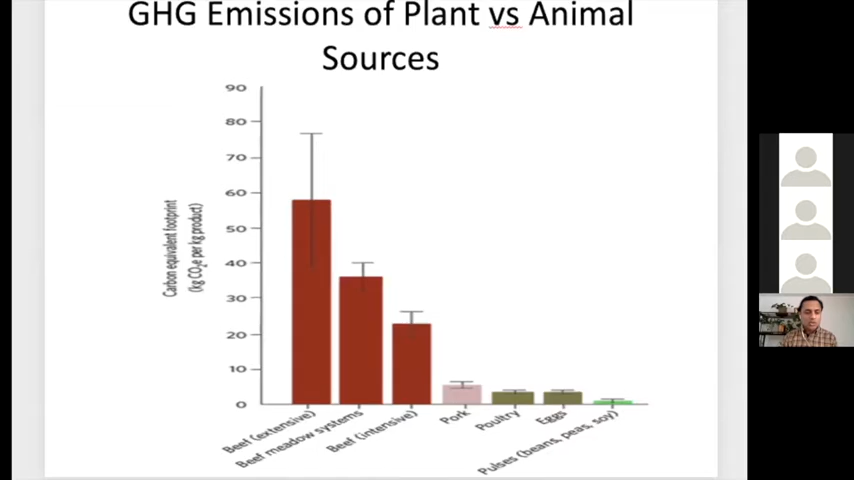 GHG Emissions of Plant vs Animal
Sources
90
80
70
60
50
40
30
20
10
0
Carbon equivalent footprint
(kg CO₂e per kg product)
Beef (extensive)
Beef meadow systems
Beef (intensive)
Pork
Poultry
Eggs
Pulses (beans, peas, soy)